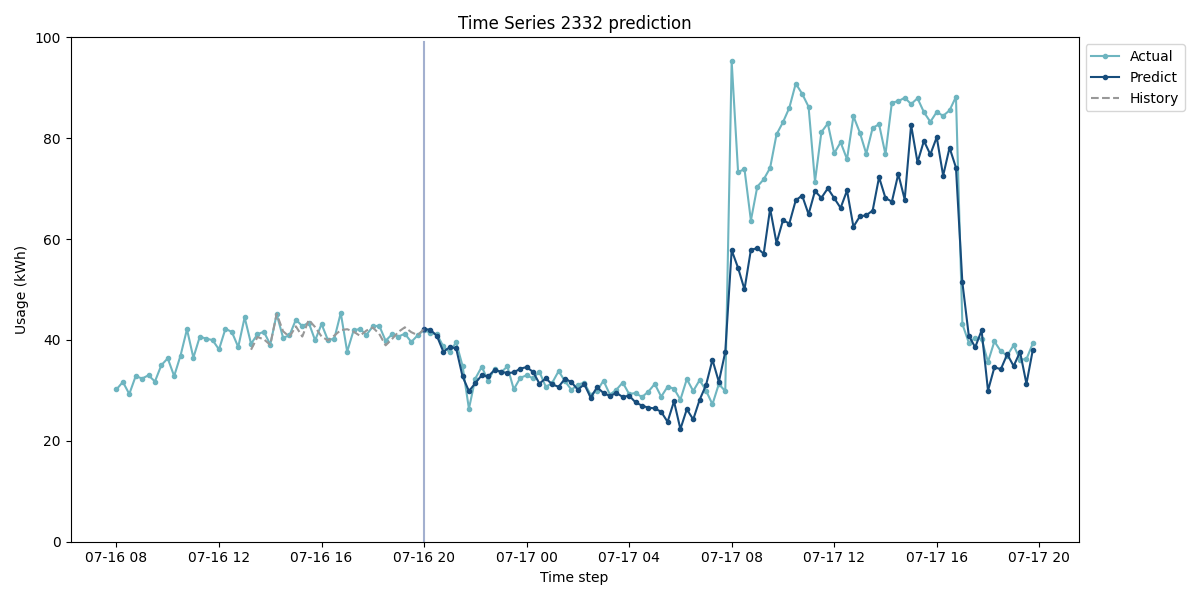 Time Series 2332 prediction
100
80
60
40
20
0
Usage (kWh)
07-16 08
07-16 12
07-16 16
07-16 20
07-17 00
07-17 04
07-17 08
07-17 12
07-17 16
07-17 20
Time step
Actual
Predict
History